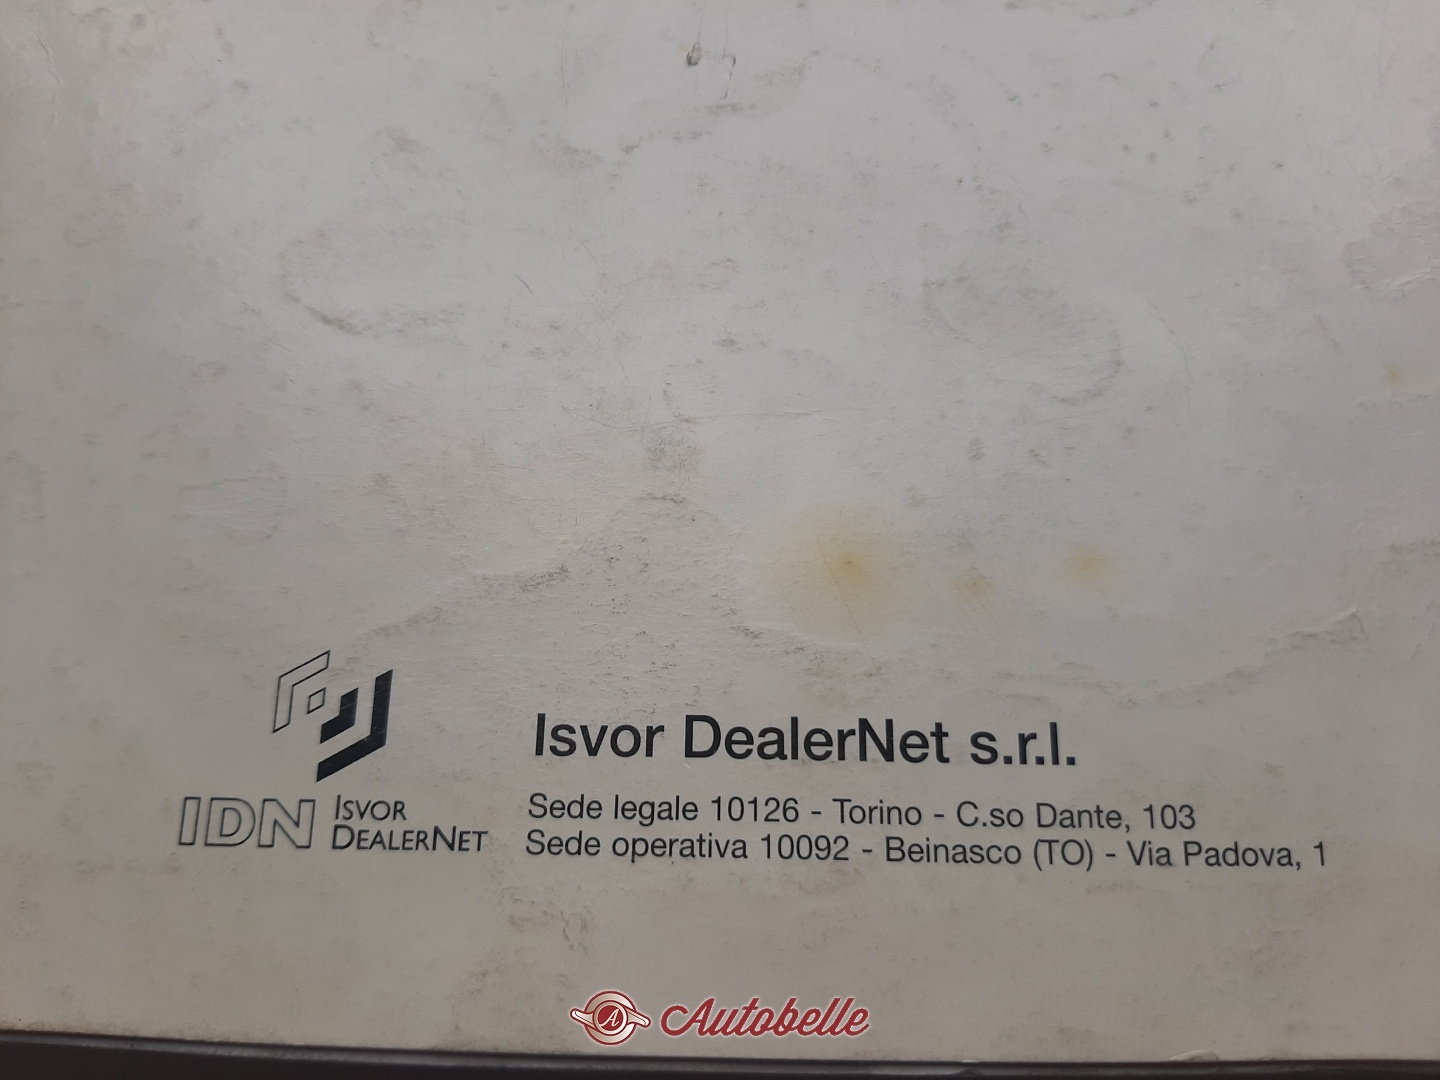 Isvor DealerNet s.r.l.
IDN ISVOR DEALERNET
Sede legale 10126 - Torino - C.so Dante, 103
Sede operativa 10092 - Beinasco (TO) - Via Padova, 1
A Autobelle